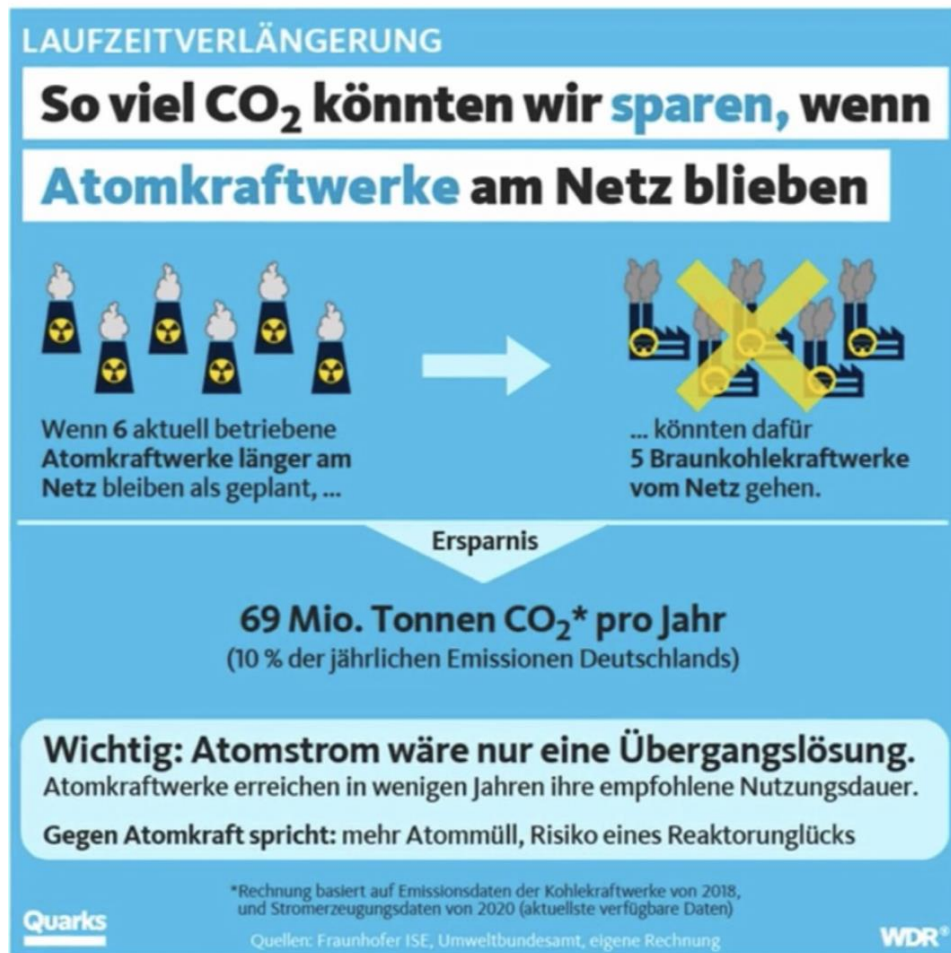 LAUFZEITVERLÄNGERUNG
So viel CO₂ könnten wir sparen, wenn
Atomkraftwerke am Netz blieben
Wenn 6 aktuell betriebene
Atomkraftwerke länger am
Netz bleiben als geplant, ...
... könnten dafür
5 Braunkohlekraftwerke
vom Netz gehen.
Ersparnis
69 Mio. Tonnen CO₂* pro Jahr
(10 % der jährlichen Emissionen Deutschlands)
Wichtig: Atomstrom wäre nur eine Übergangslösung.
Atomkraftwerke erreichen in wenigen Jahren ihre empfohlene Nutzungsdauer.
Gegen Atomkraft spricht: mehr Atommüll, Risiko eines Reaktorunglücks
*Rechnung basiert auf Emissionsdaten der Kohlekraftwerke von 2018,
und Stromerzeugungsdaten von 2020 (aktuellste verfügbare Daten)
Quarks
Quellen: Fraunhofer ISE, Umweltbundesamt, eigene Rechnung
WDR®